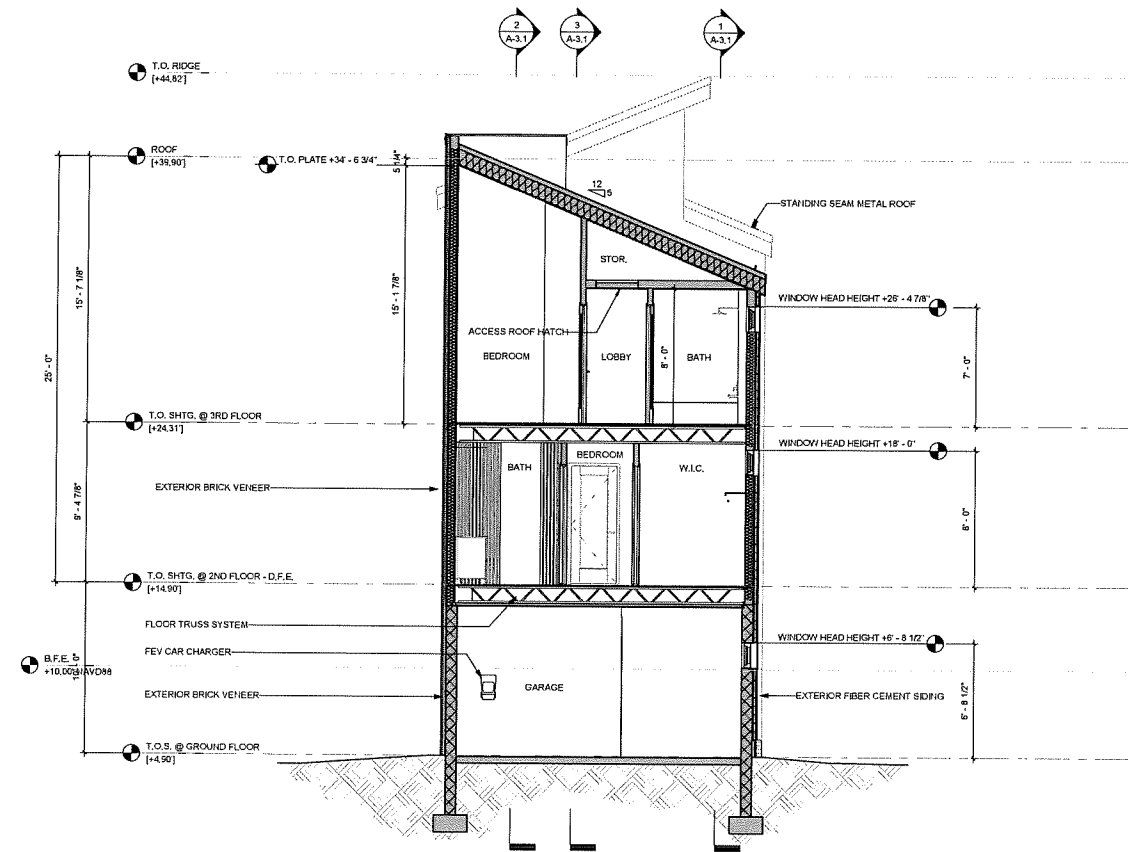 2
A-3.1
3
A-3.1
1
A-3.1
T.O. RIDGE
[+44.82']
ROOF
[+39.90']
T.O. PLATE +34' - 6 3/4"
5 1/4"
12
5
STANDING SEAM METAL ROOF
STOR.
15' - 7 1/8"
15' - 1 7/8"
WINDOW HEAD HEIGHT +26' - 4 7/8"
ACCESS ROOF HATCH
BEDROOM
LOBBY
BATH
8' - 0"
7' - 0"
25' - 0"
T.O. SHTG. @ 3RD FLOOR
[+24.31']
WINDOW HEAD HEIGHT +18' - 0"
BATH
BEDROOM
W.I.C.
EXTERIOR BRICK VENEER
9' - 4 7/8"
T.O. SHTG. @ 2ND FLOOR - D.F.E.
[+14.90']
FLOOR TRUSS SYSTEM
WINDOW HEAD HEIGHT +6' - 8 1/2"
FEV CAR CHARGER
B.F.E.
GARAGE
EXTERIOR BRICK VENEER
EXTERIOR FIBER CEMENT SIDING
6' - 8 1/2"
T.O.S. @ GROUND FLOOR
[+4.90']